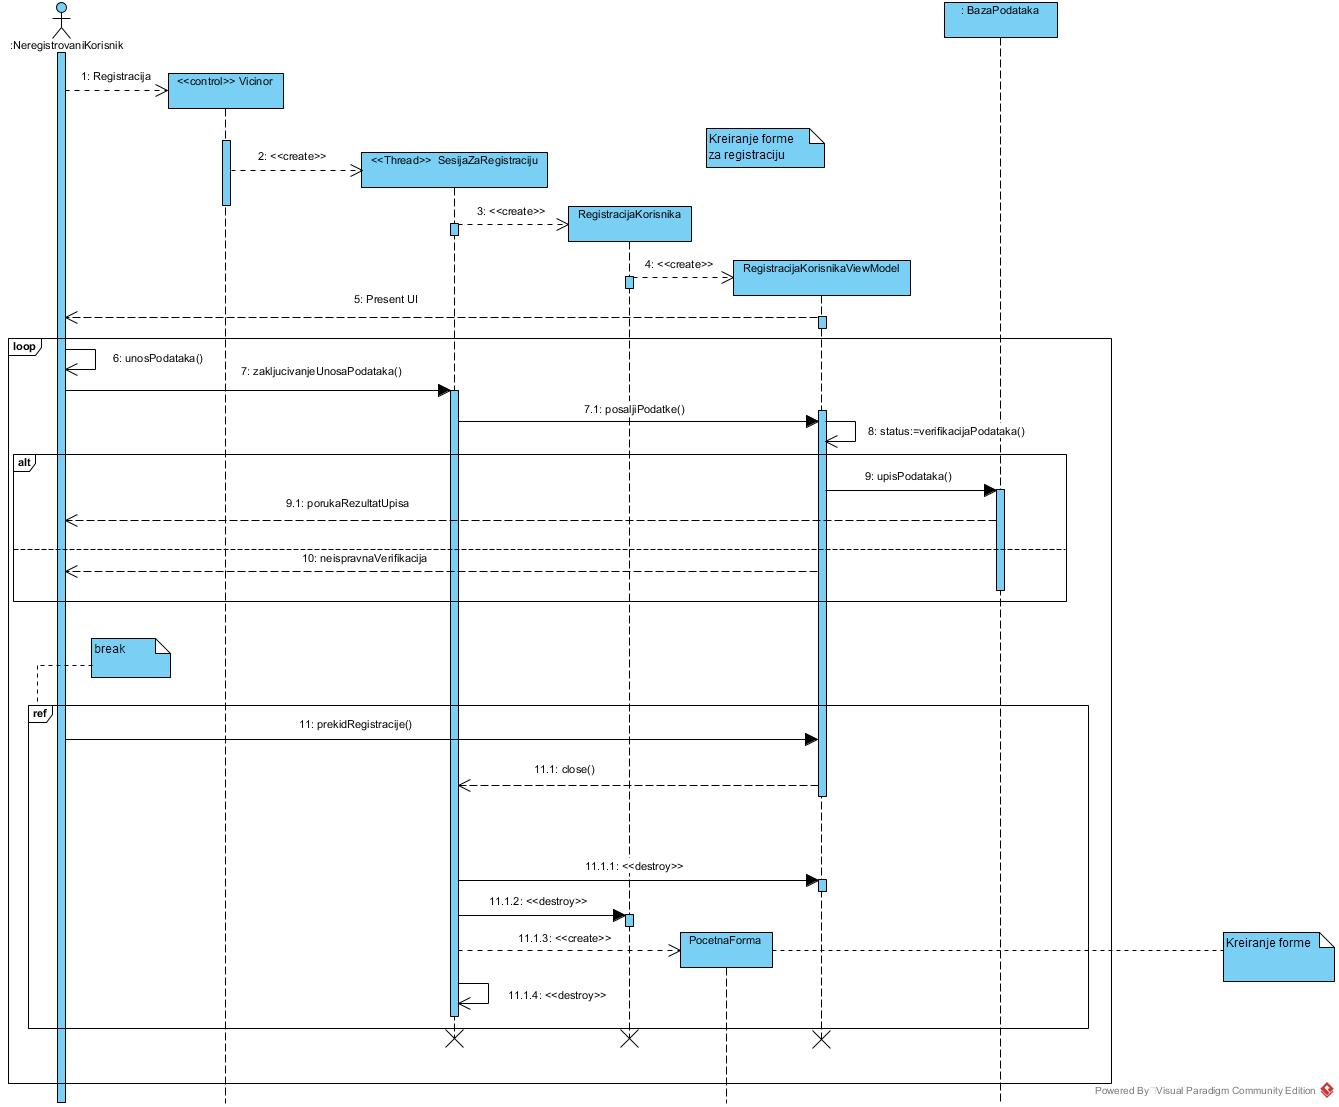 : BazaPodataka
:NeregistrovaniKorisnik
1: Registracija
<<control>> Vicinor
Kreiranje forme
za registraciju
2: <<create>>
<<Thread>> SesijaZaRegistraciju
3: <<create>>
RegistracijaKorisnika
4: <<create>>
RegistracijaKorisnikaViewModel
5: Present UI
loop
6: unosPodataka()
7: zakljucivanjeUnosaPodataka()
7.1: posaljiPodatke()
8: status:=verifikacijaPodataka()
alt
9: upisPodataka()
9.1: porukaRezultatUpisa
10: neispravnaVerifikacija
break
ref
11: prekidRegistracije()
11.1: close()
11.1.1: <<destroy>>
11.1.2: <<destroy>>
11.1.3: <<create>>
PocetnaForma
Kreiranje forme
11.1.4: <<destroy>>
Powered By Visual Paradigm Community Edition